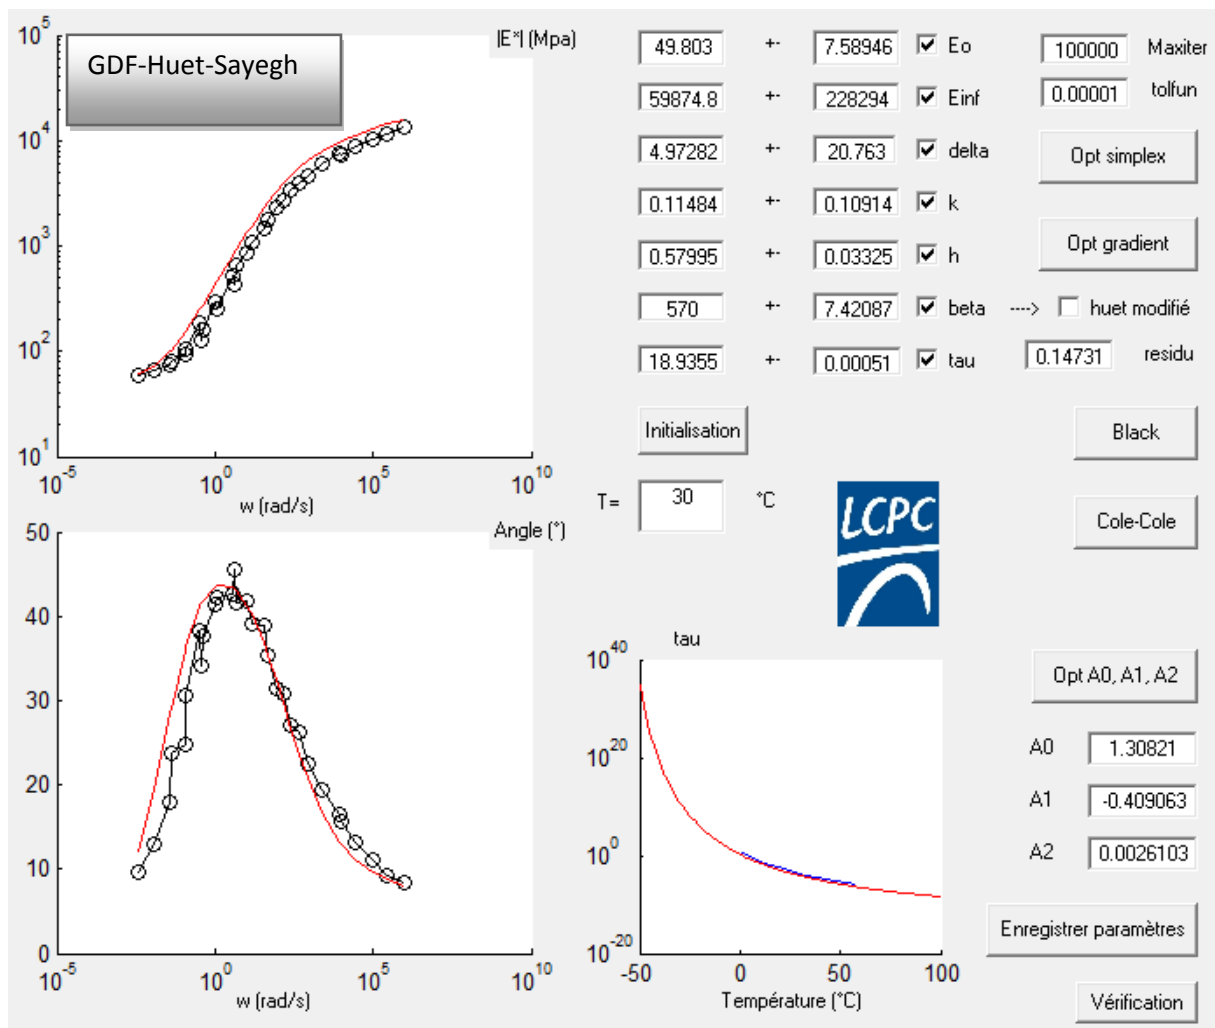 GDF-Huet-Sayegh
|E*| (Mpa)
10^5
10^4
10^3
10^2
10^1
10^-5
10^0
10^5
10^10
w (rad/s)
49.803 +- 7.58946 Eo
59874.8 +- 228294 Einf
4.97282 +- 20.763 delta
0.11484 +- 0.10914 k
0.57995 +- 0.03325 h
570 +- 7.42087 beta ----> huet modifié
18.9355 +- 0.00051 tau
0.14731 residu
100000 Maxiter
0.00001 tolfun
Opt simplex
Opt gradient
Initialisation
Black
T= 30 °C
LCPC
Cole-Cole
Angle (°)
50
40
30
20
10
0
10^-5
10^0
10^5
10^10
w (rad/s)
tau
10^40
10^20
10^0
10^-20
-50
0
50
100
Température (°C)
Opt A0, A1, A2
A0 1.30821
A1 -0.409063
A2 0.0026103
Enregistrer paramètres
Vérification